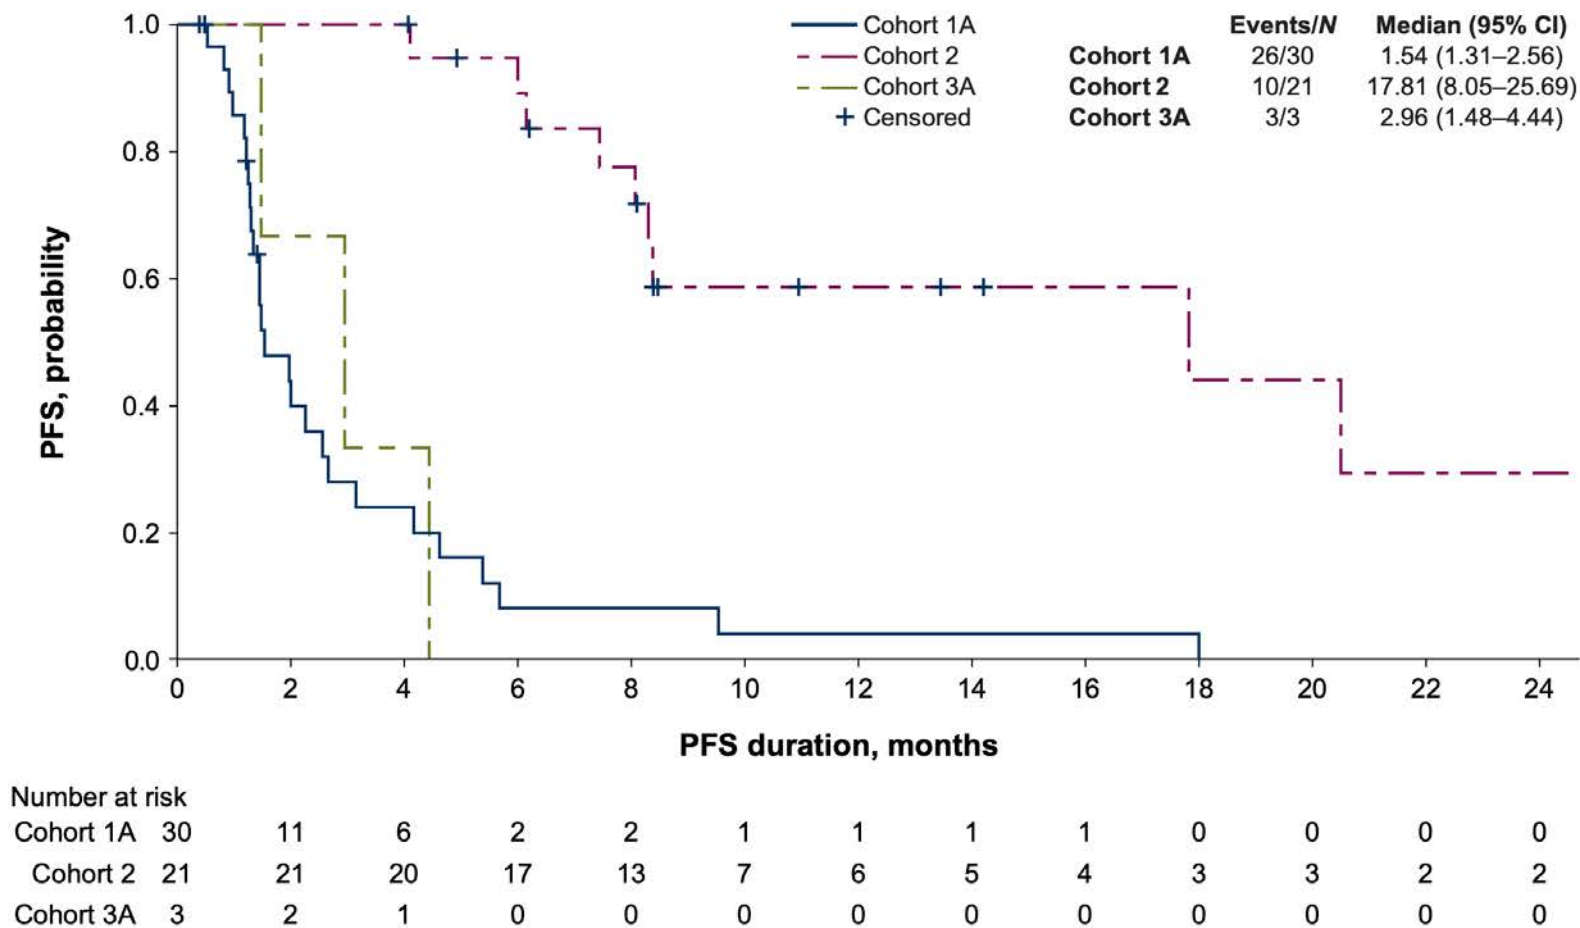 Cohort 1A
Cohort 2
Cohort 3A
Censored
Events/N Median (95% CI)
Cohort 1A 26/30 1.54 (1.31–2.56)
Cohort 2 10/21 17.81 (8.05–25.69)
Cohort 3A 3/3 2.96 (1.48–4.44)
PFS, probability
1.0
0.8
0.6
0.4
0.2
0.0
0 2 4 6 8 10 12 14 16 18 20 22 24
PFS duration, months
Number at risk
Cohort 1A 30 11 6 2 2 1 1 1 1 0 0 0 0
Cohort 2 21 21 20 17 13 7 6 5 4 3 3 2 2
Cohort 3A 3 2 1 0 0 0 0 0 0 0 0 0 0